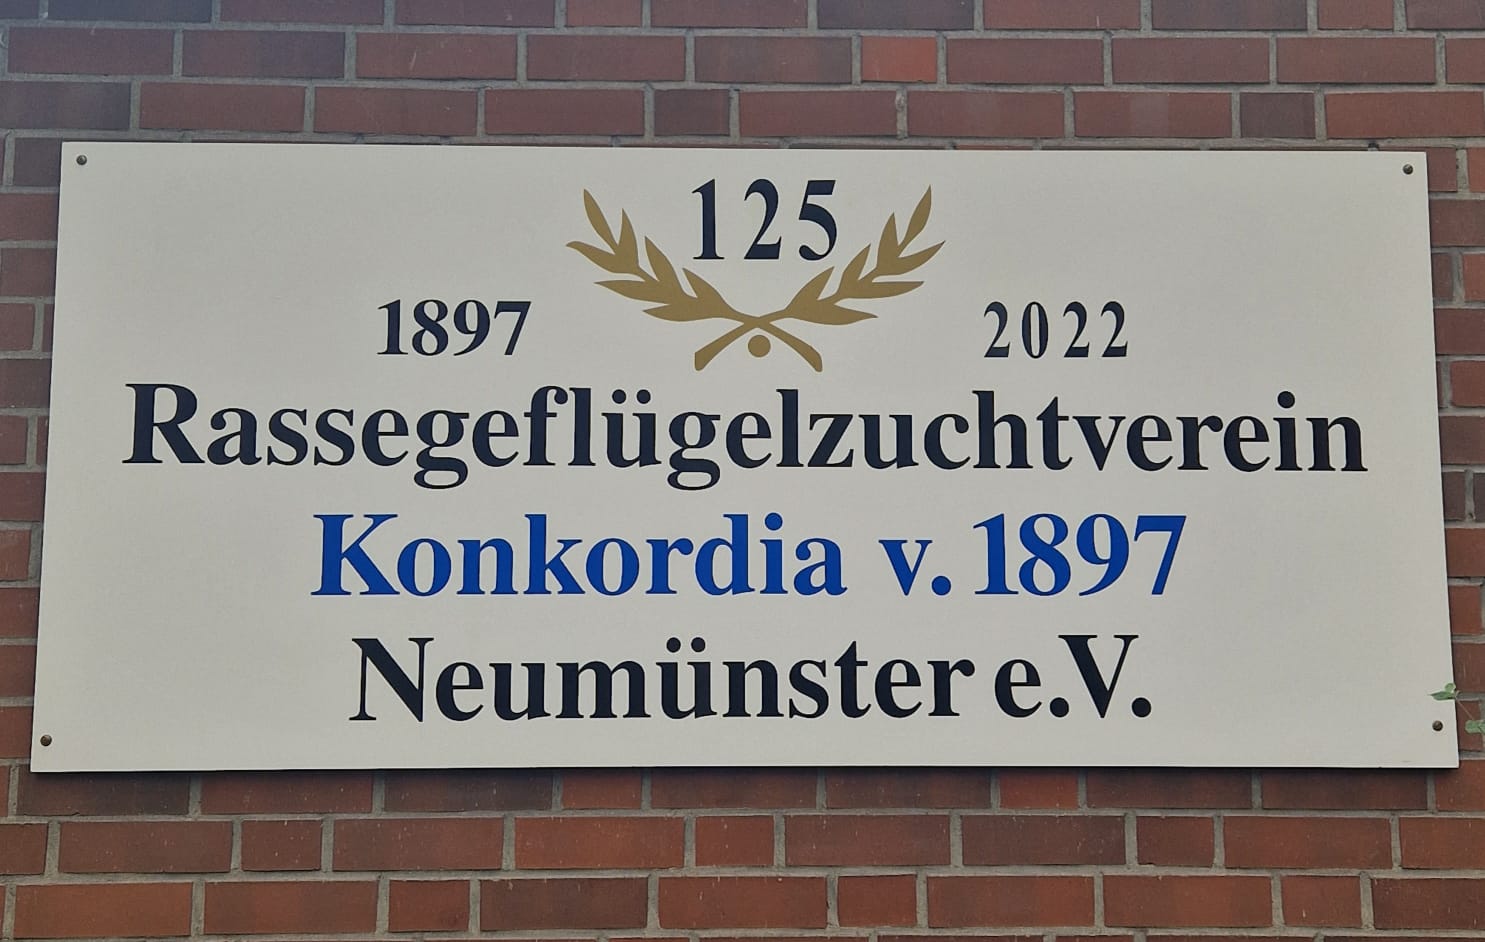 125
1897 2022
Rassegeflügelzuchtverein
Konkordia v. 1897
Neumünster e.V.